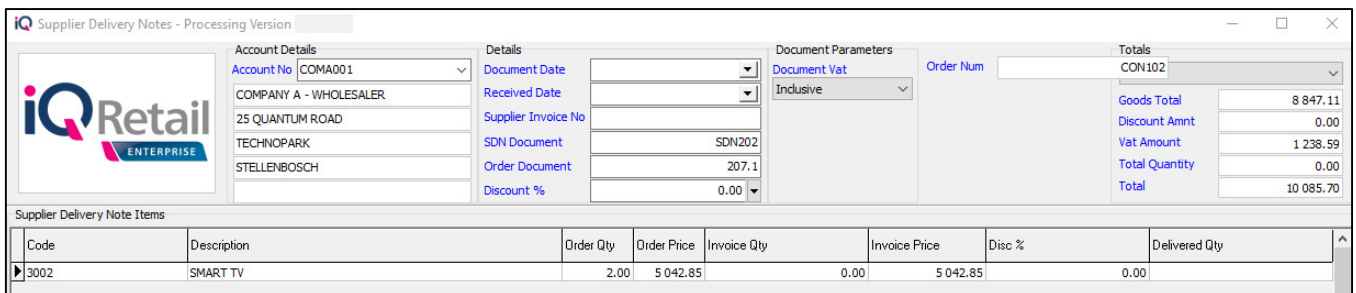 iQ Supplier Delivery Notes - Processing Version
iQRetail
ENTERPRISE
Account Details
Account No COMA001
COMPANY A - WHOLESALER
25 QUANTUM ROAD
TECHNOPARK
STELLENBOSCH
Details
Document Date
Received Date
Supplier Invoice No
SDN Document SDN202
Order Document 207.1
Discount % 0.00
Document Parameters
Document Vat
Inclusive
Order Num CON102
Totals
Goods Total 8 847.11
Discount Amnt 0.00
Vat Amount 1 238.59
Total Quantity 0.00
Total 10 085.70
Supplier Delivery Note Items
Code Description Order Qty Order Price Invoice Qty Invoice Price Disc % Delivered Qty
3002 SMART TV 2.00 5 042.85 0.00 5 042.85 0.00